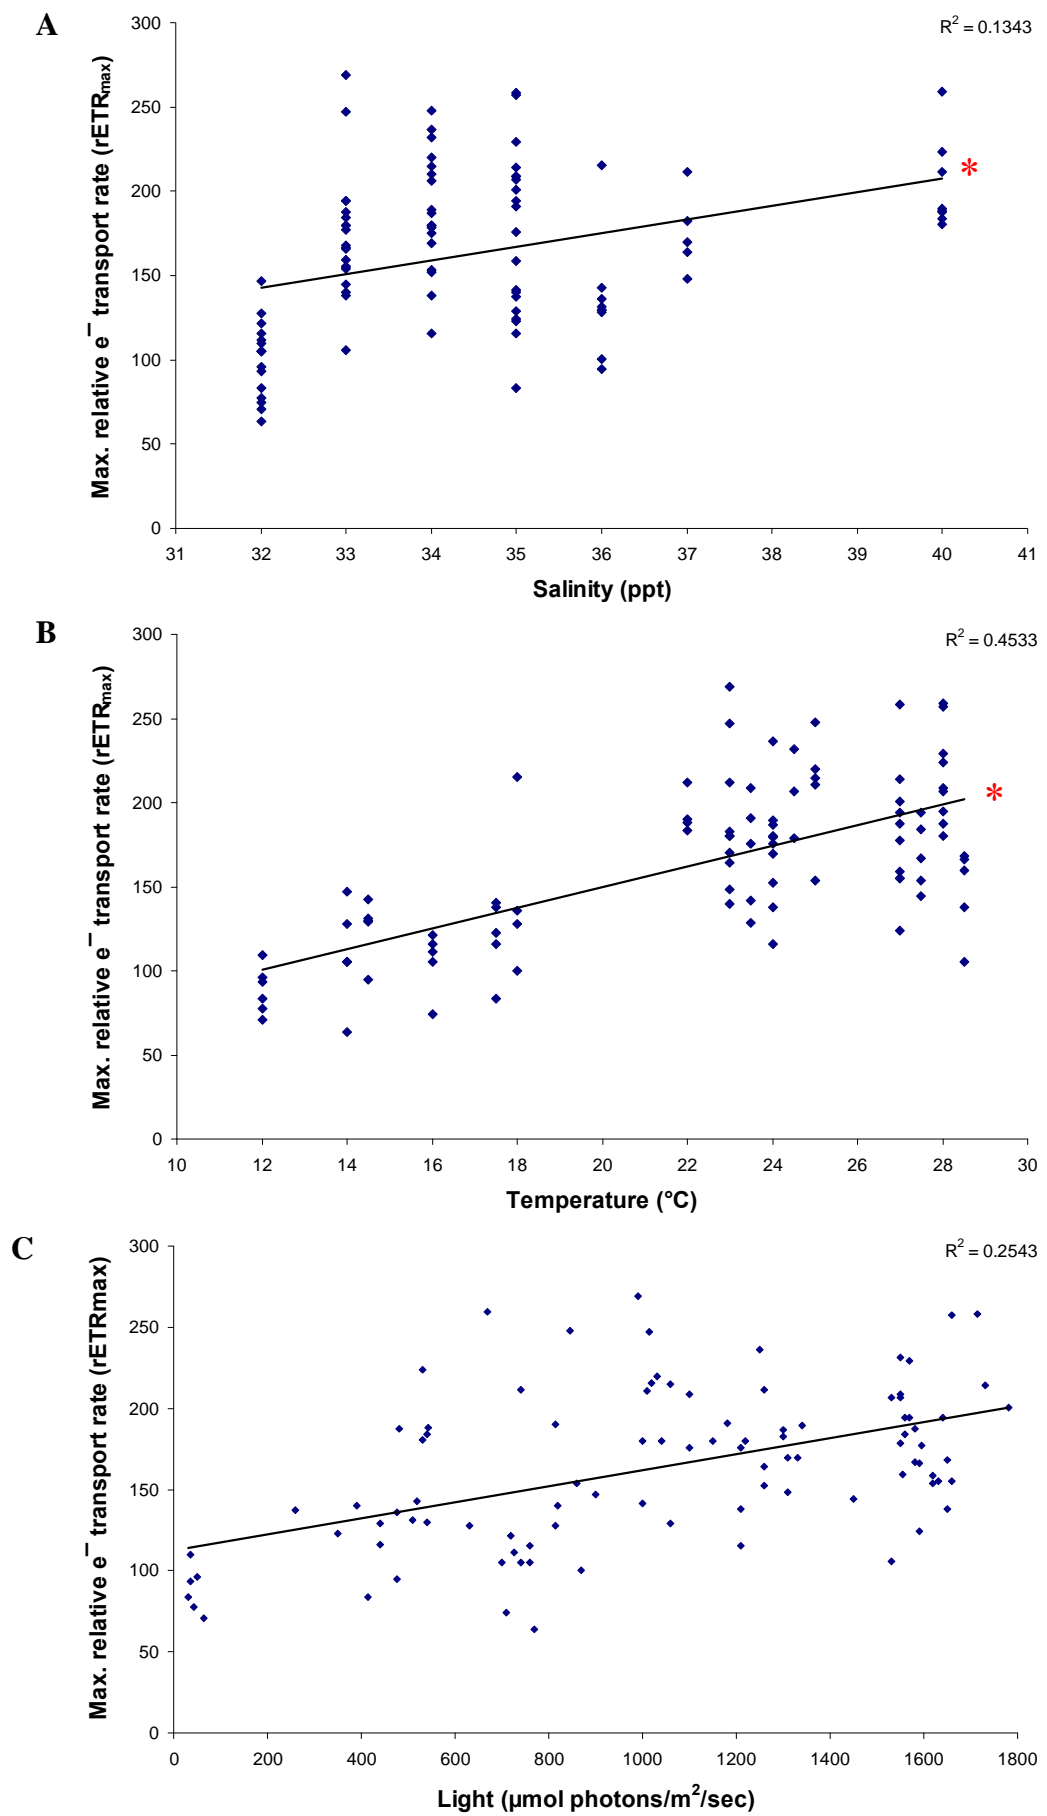 A
R² = 0.1343
Max. relative e⁻ transport rate (rETRmax)
300
250
200
150
100
50
0
*
31 32 33 34 35 36 37 38 39 40 41
Salinity (ppt)
B
R² = 0.4533
Max. relative e⁻ transport rate (rETRmax)
300
250
200
150
100
50
0
*
10 12 14 16 18 20 22 24 26 28 30
Temperature (°C)
C
R² = 0.2543
Max. relative e⁻ transport rate (rETRmax)
300
250
200
150
100
50
0
0 200 400 600 800 1000 1200 1400 1600 1800
Light (µmol photons/m²/sec)